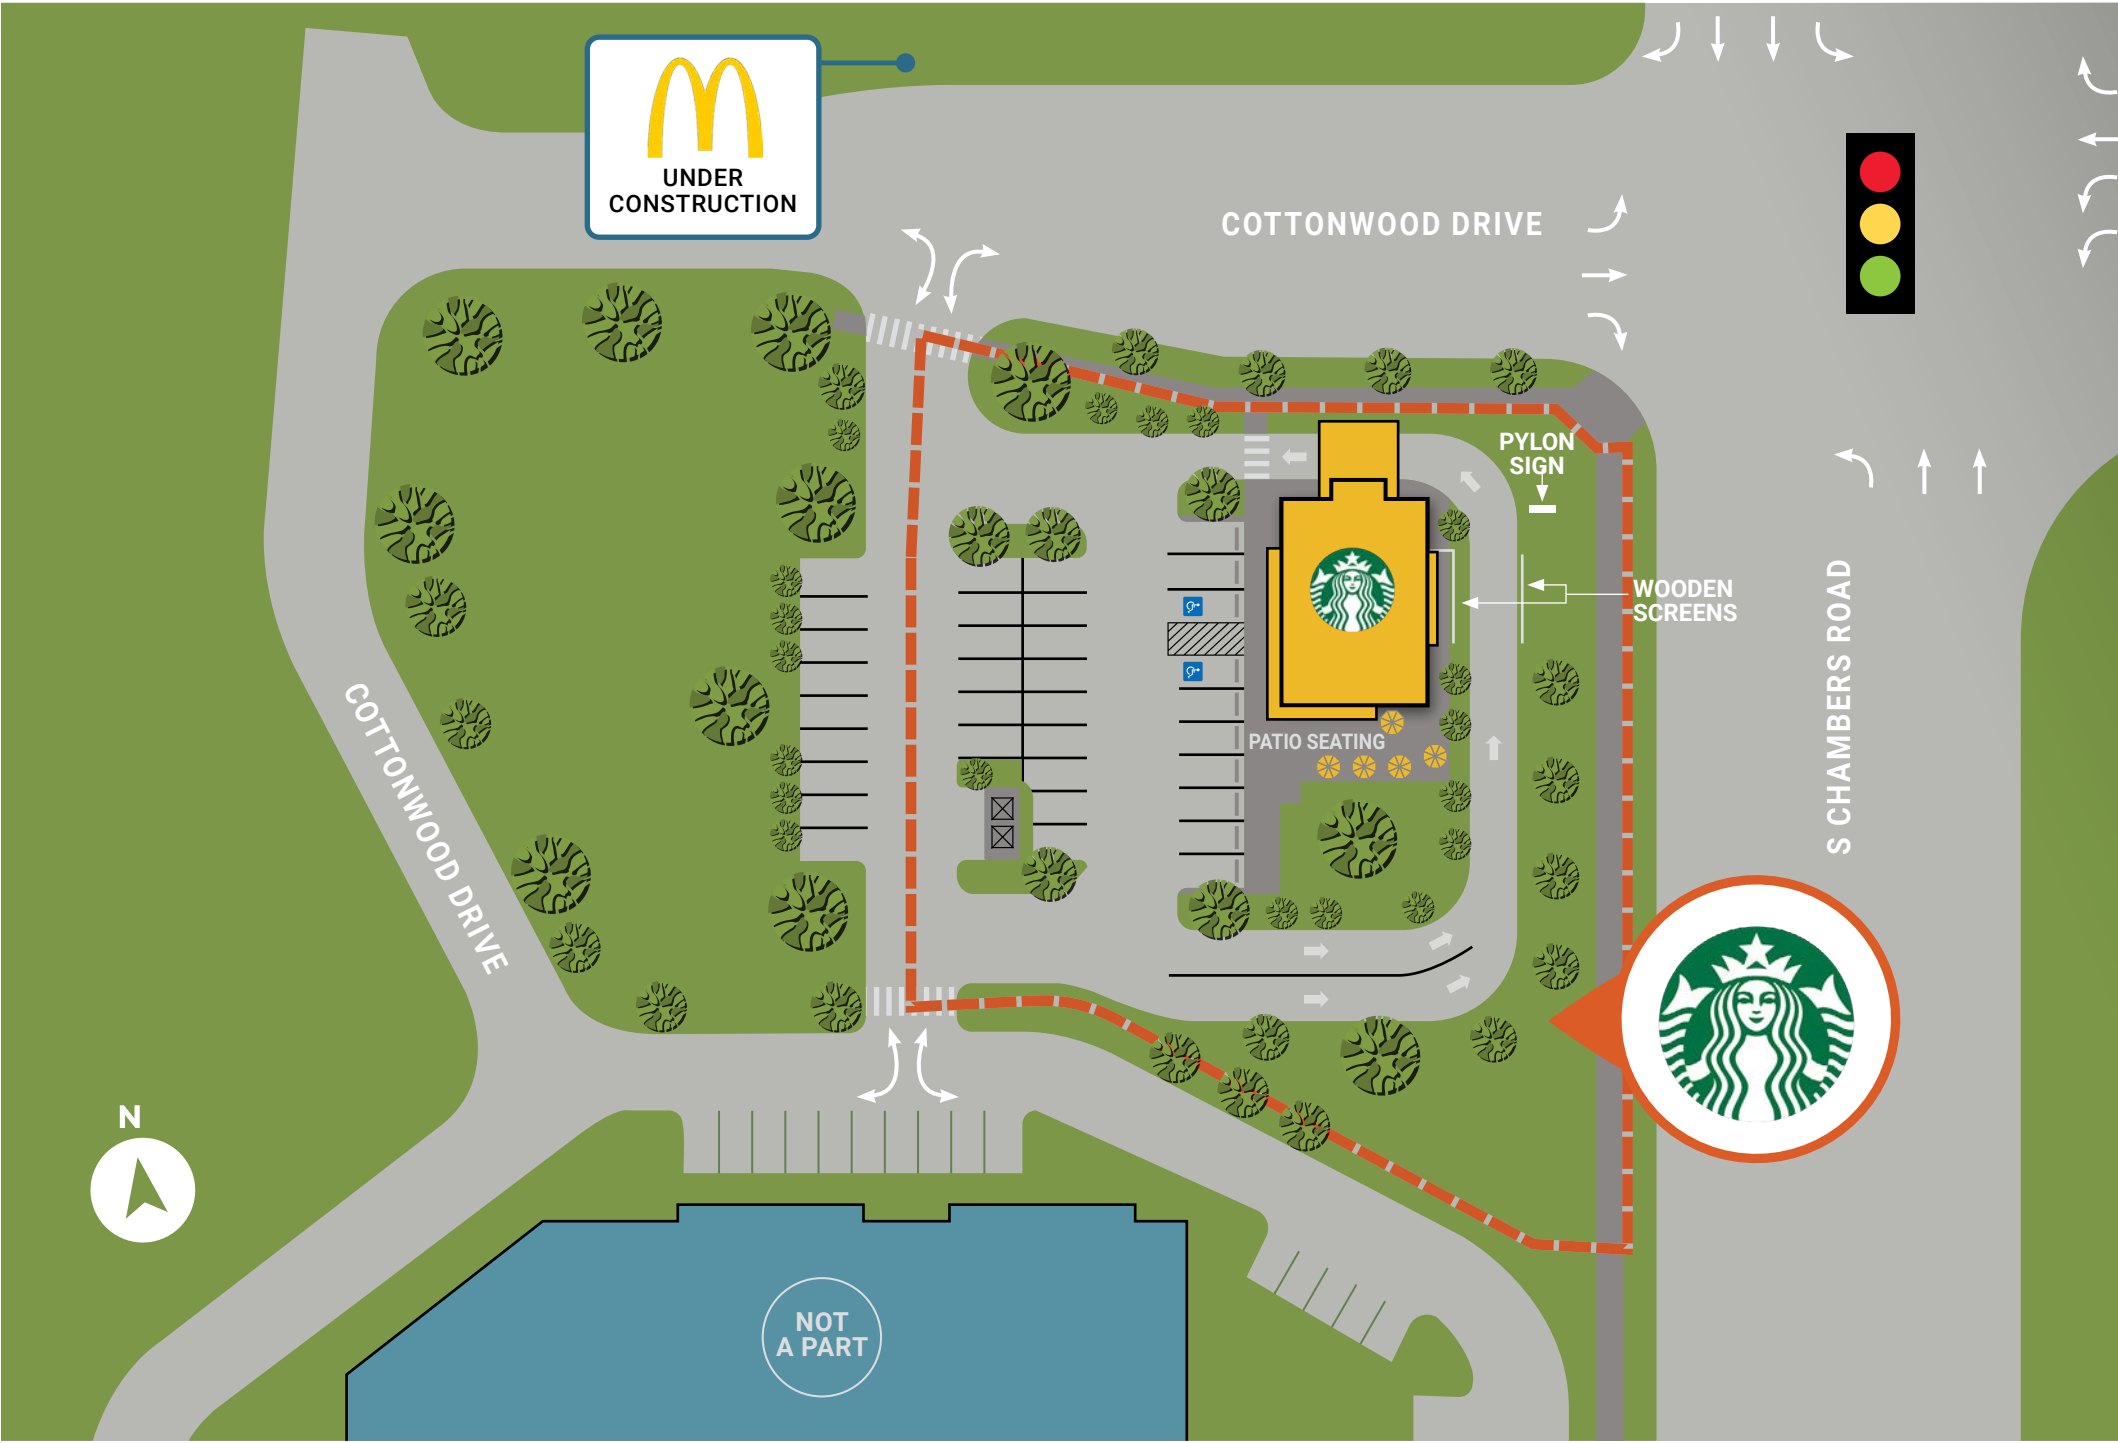 UNDER
CONSTRUCTION
COTTONWOOD DRIVE
PYLON
SIGN
WOODEN
SCREENS
S CHAMBERS ROAD
PATIO SEATING
COTTONWOOD DRIVE
N
NOT
A PART